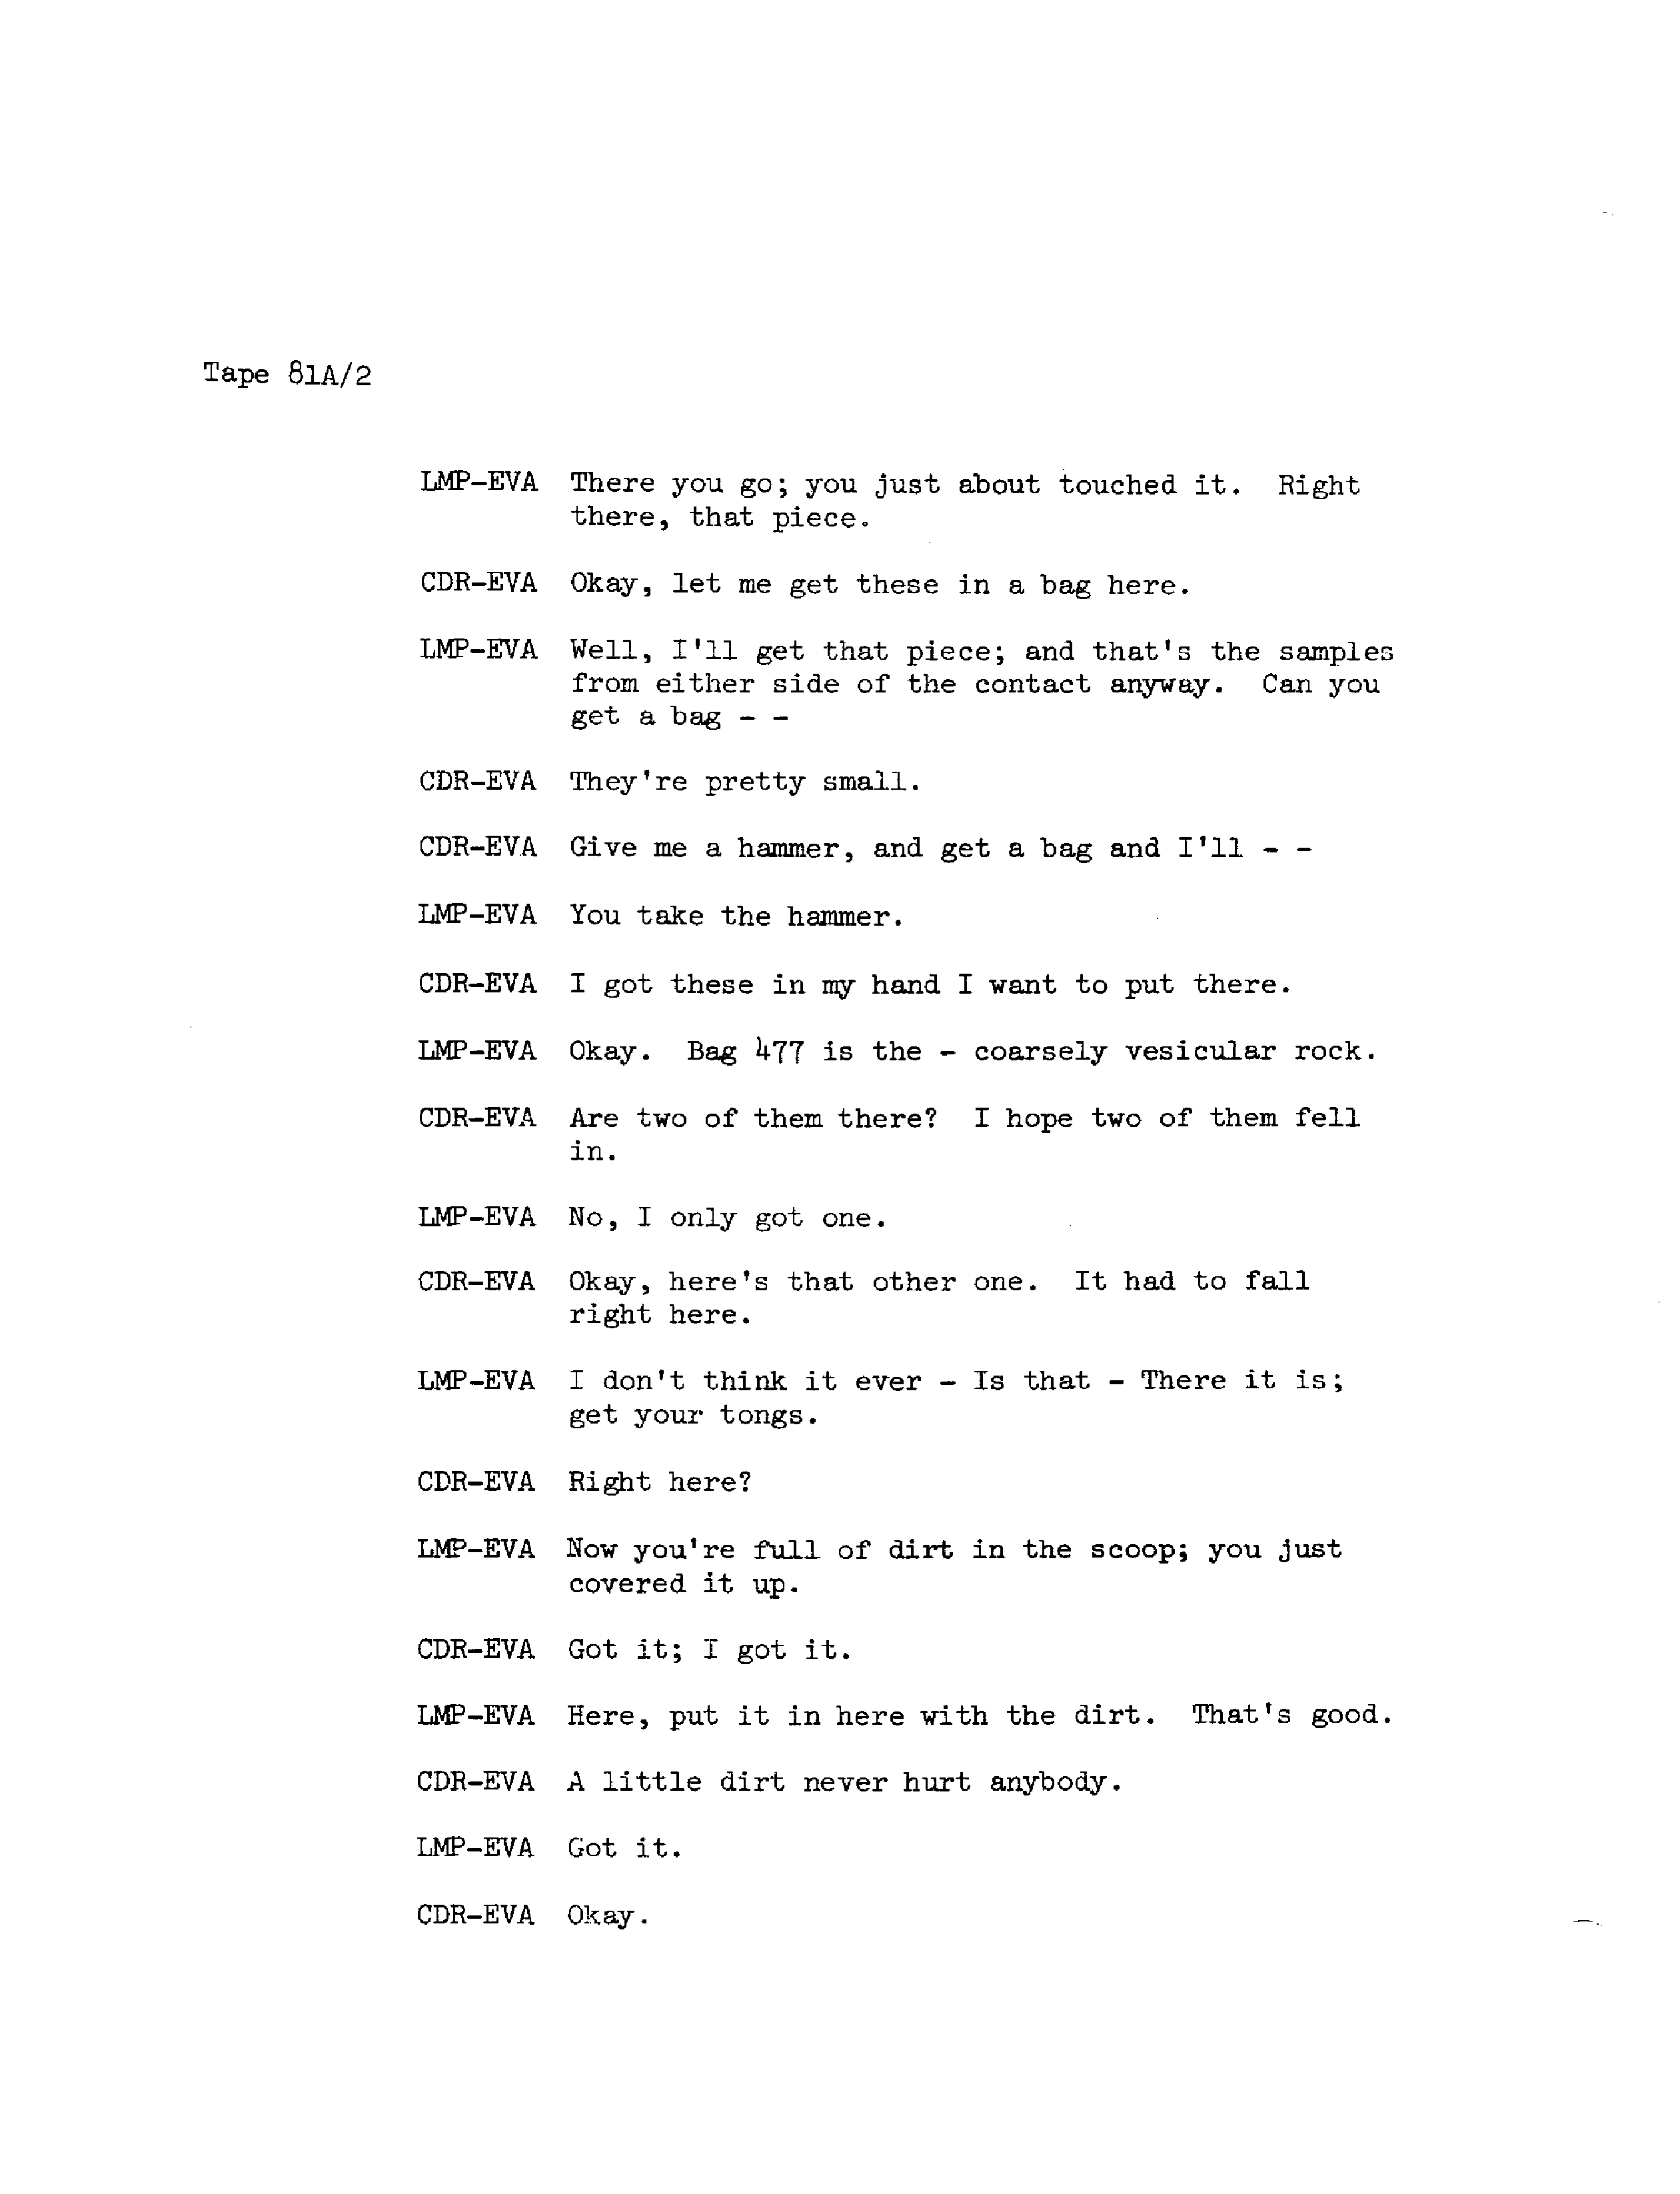 Tape 81A/2
LMP-EVA There you go; you just about touched it. Right
there, that piece.
CDR-EVA Okay, let me get these in a bag here.
LMP-EVA Well, I'll get that piece; and that's the samples
from either side of the contact anyway. Can you
get a bag - -
CDR-EVA They're pretty small.
CDR-EVA Give me a hammer, and get a bag and I'll - -
LMP-EVA You take the hammer.
CDR-EVA I got these in my hand I want to put there.
LMP-EVA Okay. Bag 477 is the - coarsely vesicular rock.
CDR-EVA Are two of them there? I hope two of them fell
in.
LMP-EVA No, I only got one.
CDR-EVA Okay, here's that other one. It had to fall
right here.
LMP-EVA I don't think it ever - Is that - There it is;
get your tongs.
CDR-EVA Right here?
LMP-EVA Now you're full of dirt in the scoop; you just
covered it up.
CDR-EVA Got it; I got it.
LMP-EVA Here, put it in here with the dirt. That's good.
CDR-EVA A little dirt never hurt anybody.
LMP-EVA Got it.
CDR-EVA Okay.